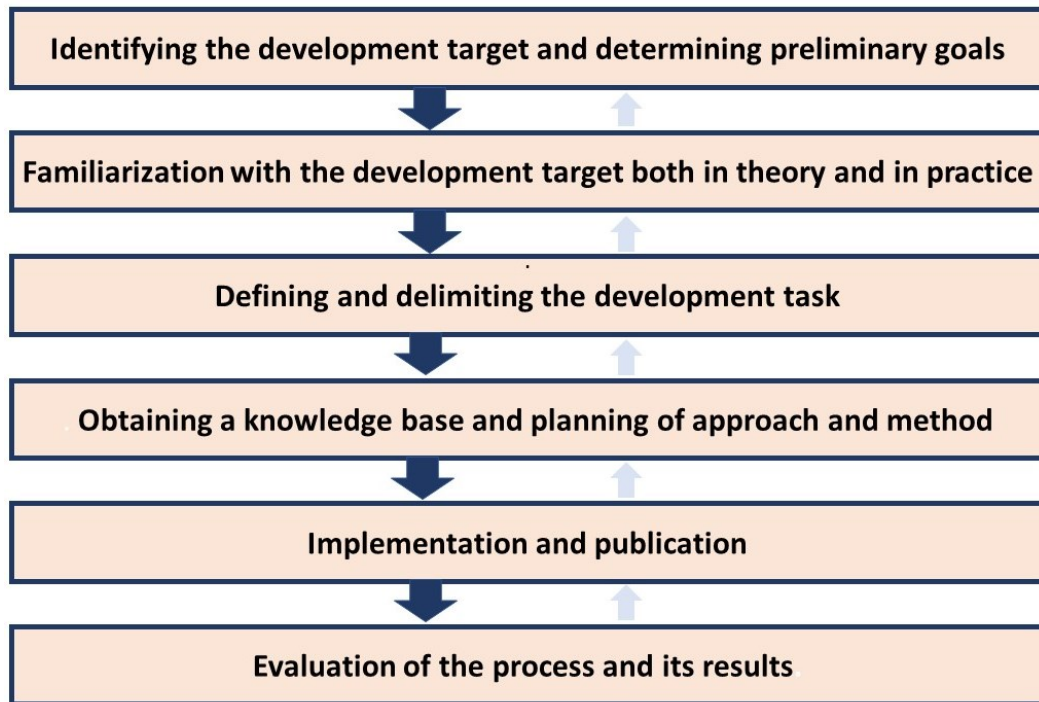 Identifying the development target and determining preliminary goals
Familiarization with the development target both in theory and in practice
Defining and delimiting the development task
Obtaining a knowledge base and planning of approach and method
Implementation and publication
Evaluation of the process and its results